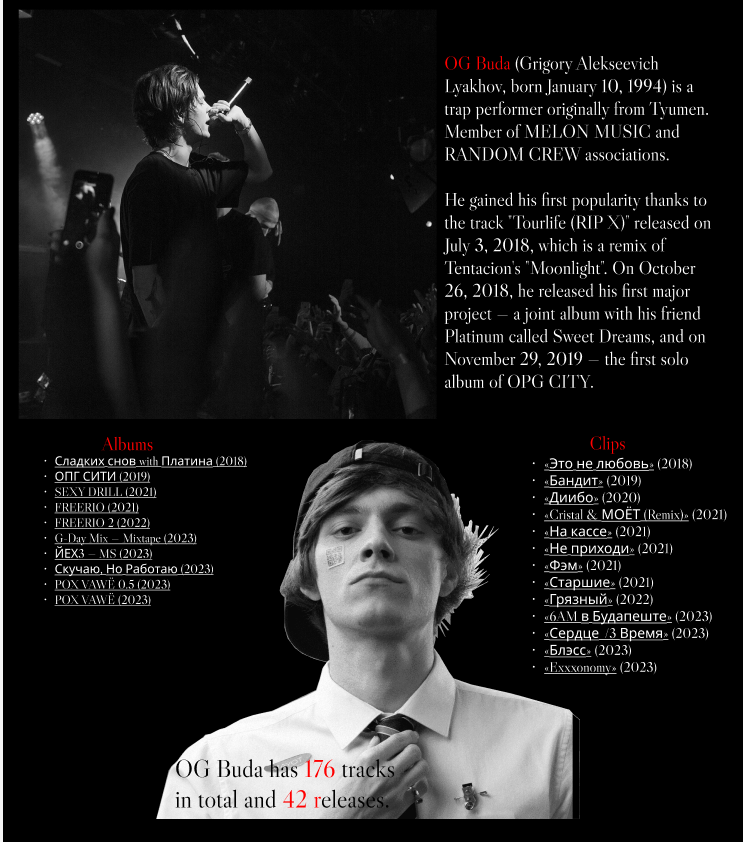 OG Buda (Grigory Alekseevich
Lyakhov, born January 10, 1994) is a
trap performer originally from Tyumen.
Member of MELON MUSIC and
RANDOM CREW associations.
He gained his first popularity thanks to
the track "Tourlife (RIP X)" released on
July 3, 2018, which is a remix of
Tentacion's "Moonlight". On October
26, 2018, he released his first major
project — a joint album with his friend
Platinum called Sweet Dreams, and on
November 29, 2019 — the first solo
album of OPG CITY.
Albums
· Сладких снов with Платина (2018)
· ОПГ СИТИ (2019)
· SEXY DRILL (2021)
· FREERIO (2021)
· FREERIO 2 (2022)
· G-Day Mix — Mixtape (2023)
· ЙЕХЗ — MS (2023)
· Скучаю, Но Работаю (2023)
· POX VAWË 0.5 (2023)
· POX VAWË (2023)
Clips
· «Это не любовь» (2018)
· «Бандит» (2019)
· «Диибо» (2020)
· «Cristal & МОЁТ (Remix)» (2021)
· «На кассе» (2021)
· «Не приходи» (2021)
· «Фэм» (2021)
· «Старшие» (2021)
· «Грязный» (2022)
· «6AM в Будапеште» (2023)
· «Сердце </3 Время» (2023)
· «Блэсс» (2023)
· «Exxxonomy» (2023)
OG Buda has 176 tracks
in total and 42 releases.